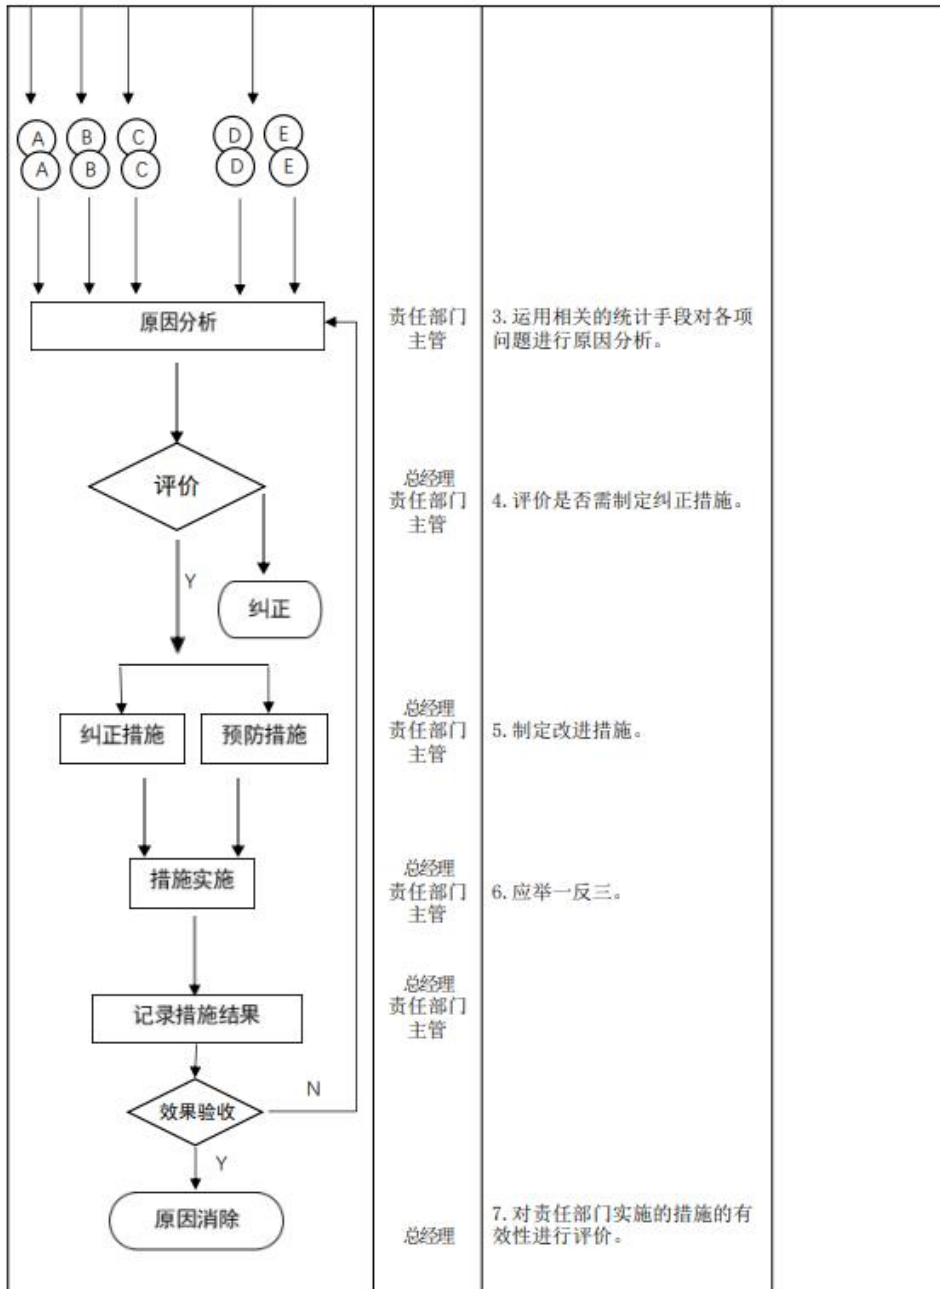 A B C D E
A B C D E
原因分析
责任部门
主管
3.运用相关的统计手段对各项
问题进行原因分析。
评价
总经理
责任部门
主管
4.评价是否需制定纠正措施。
Y
纠正
纠正措施
预防措施
总经理
责任部门
主管
5.制定改进措施。
措施实施
总经理
责任部门
主管
6.应举一反三。
记录措施结果
总经理
责任部门
主管
效果验收
N
Y
原因消除
总经理
7.对责任部门实施的措施的有
效性进行评价。